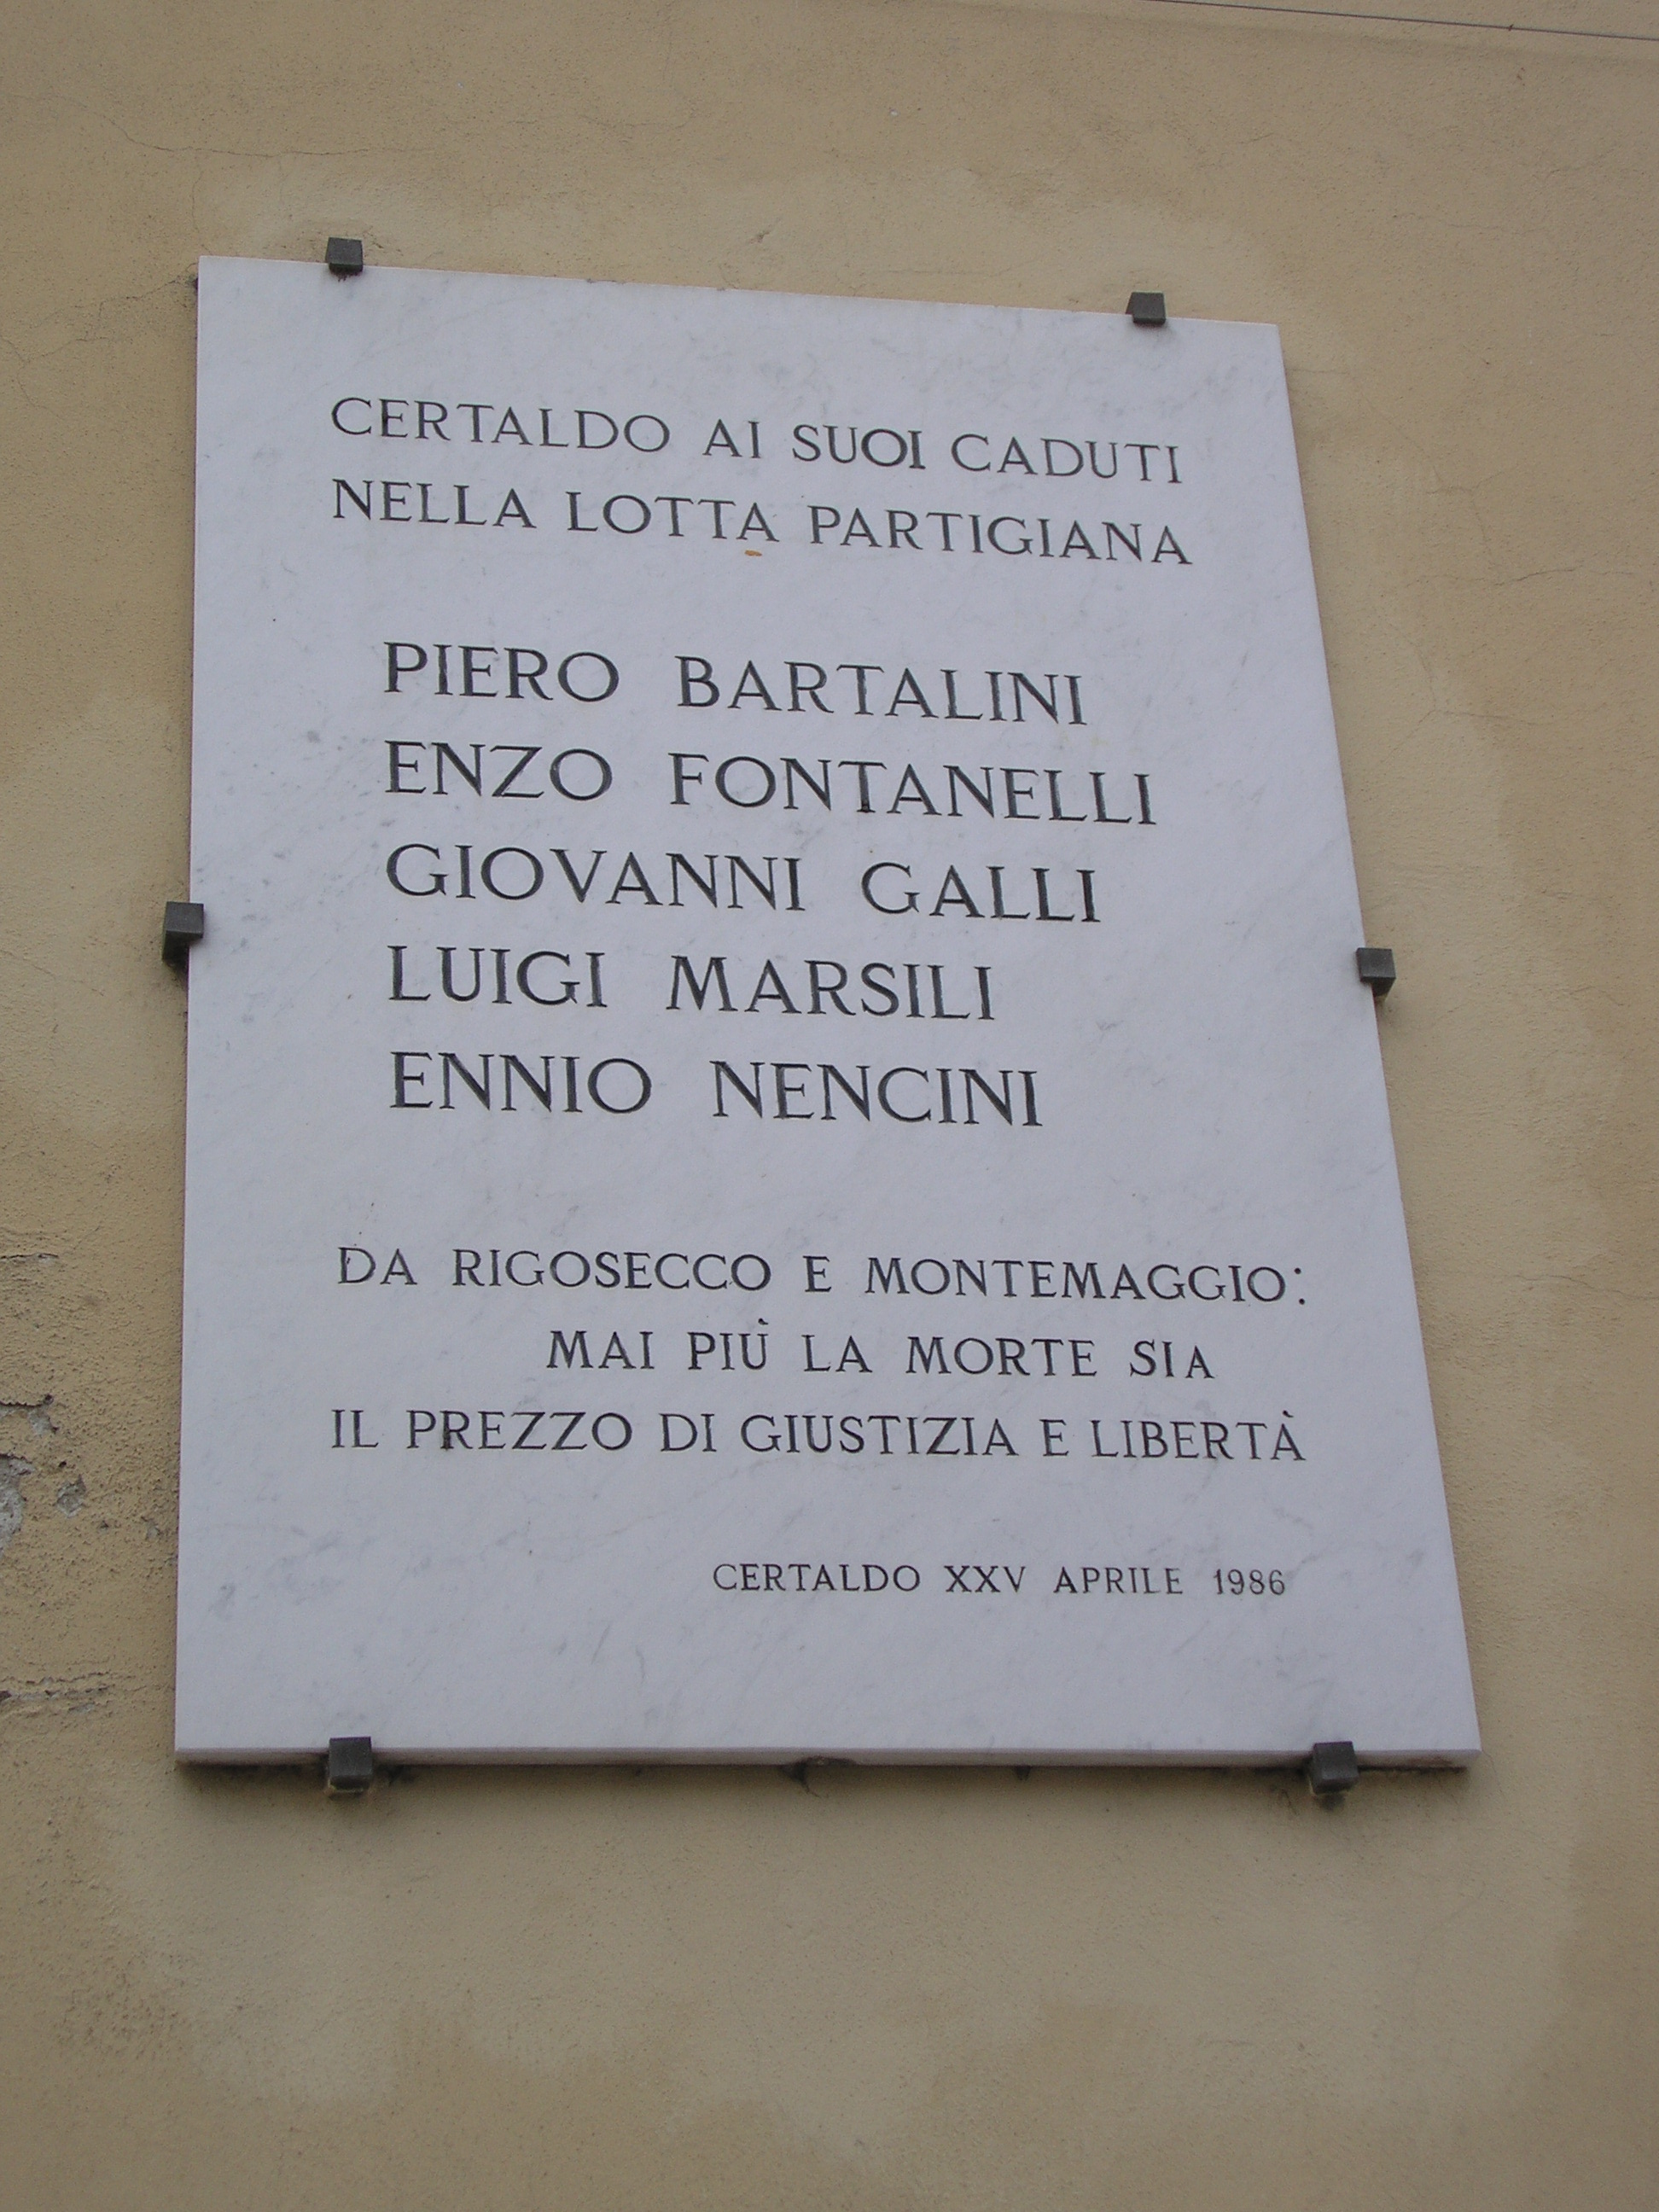 CERTALDO AI SUOI CADUTI
NELLA LOTTA PARTIGIANA
PIERO BARTALINI
ENZO FONTANELLI
GIOVANNI GALLI
LUIGI MARSILI
ENNIO NENCINI
DA RIGOSECCO E MONTEMAGGIO:
MAI PIÙ LA MORTE SIA
IL PREZZO DI GIUSTIZIA E LIBERTÀ
CERTALDO XXV APRILE 1986